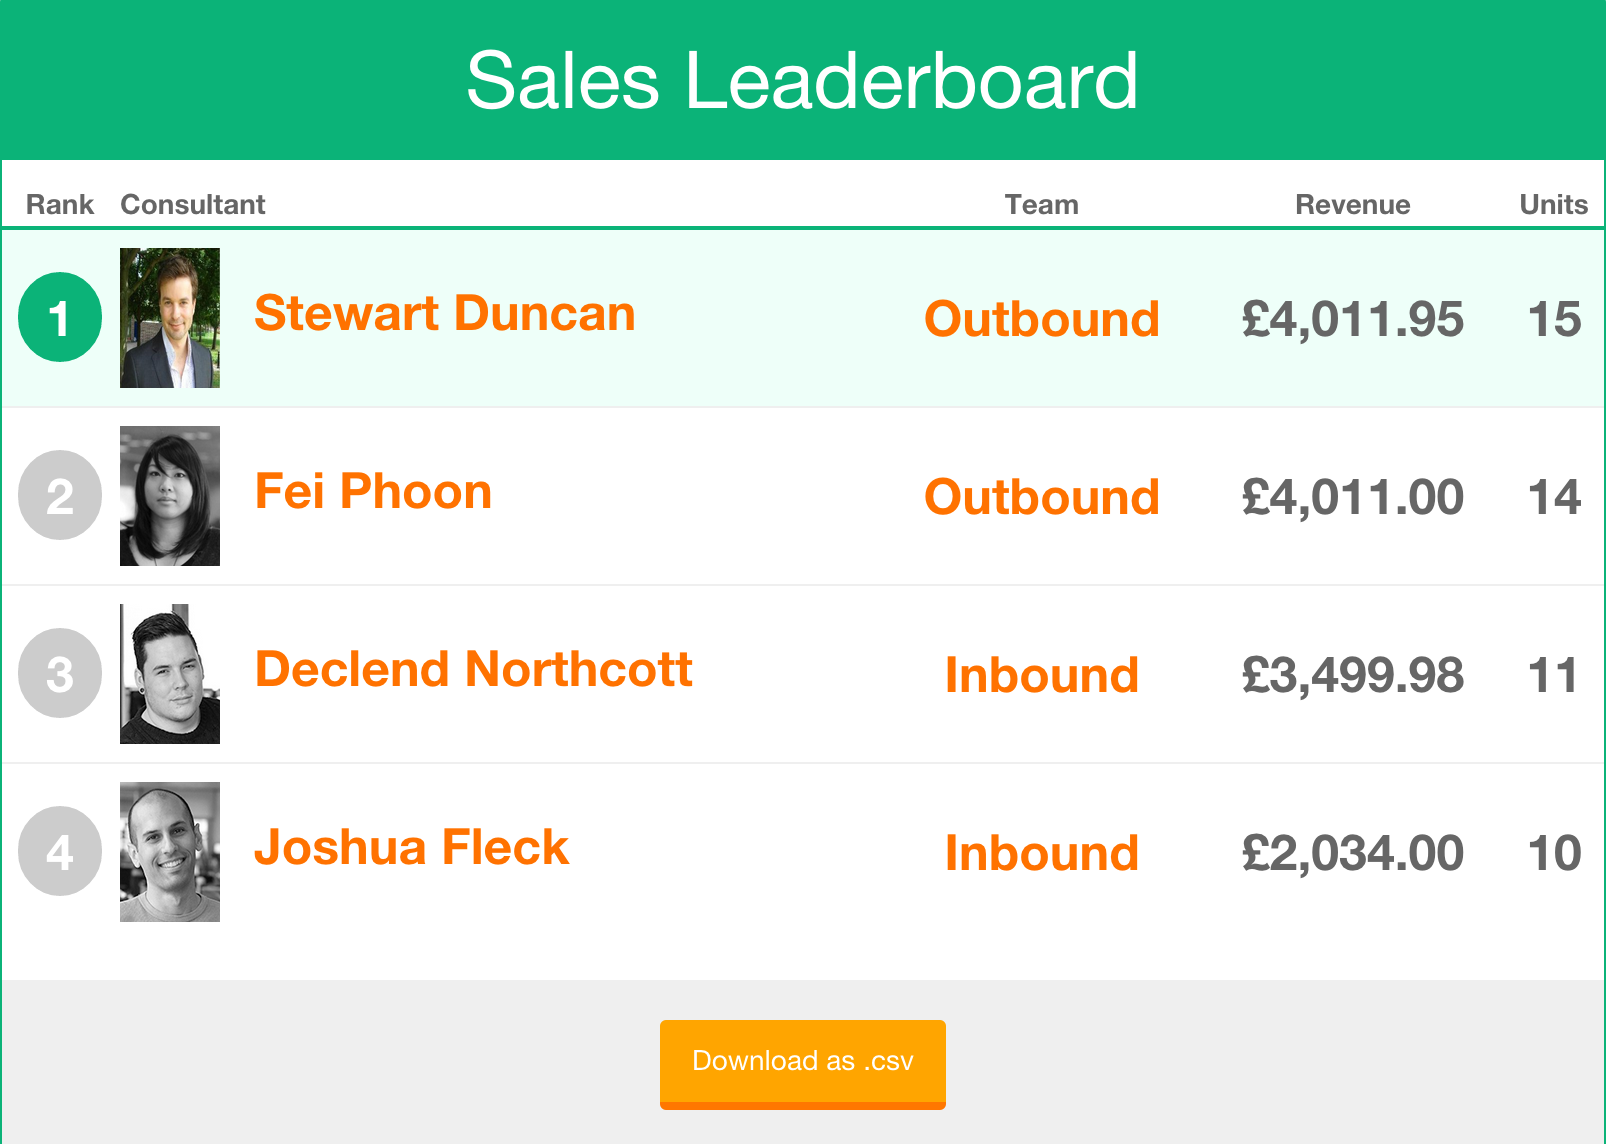 Sales Leaderboard
Rank Consultant Team Revenue Units
1 Stewart Duncan Outbound £4,011.95 15
2 Fei Phoon Outbound £4,011.00 14
3 Declend Northcott Inbound £3,499.98 11
4 Joshua Fleck Inbound £2,034.00 10
Download as .csv